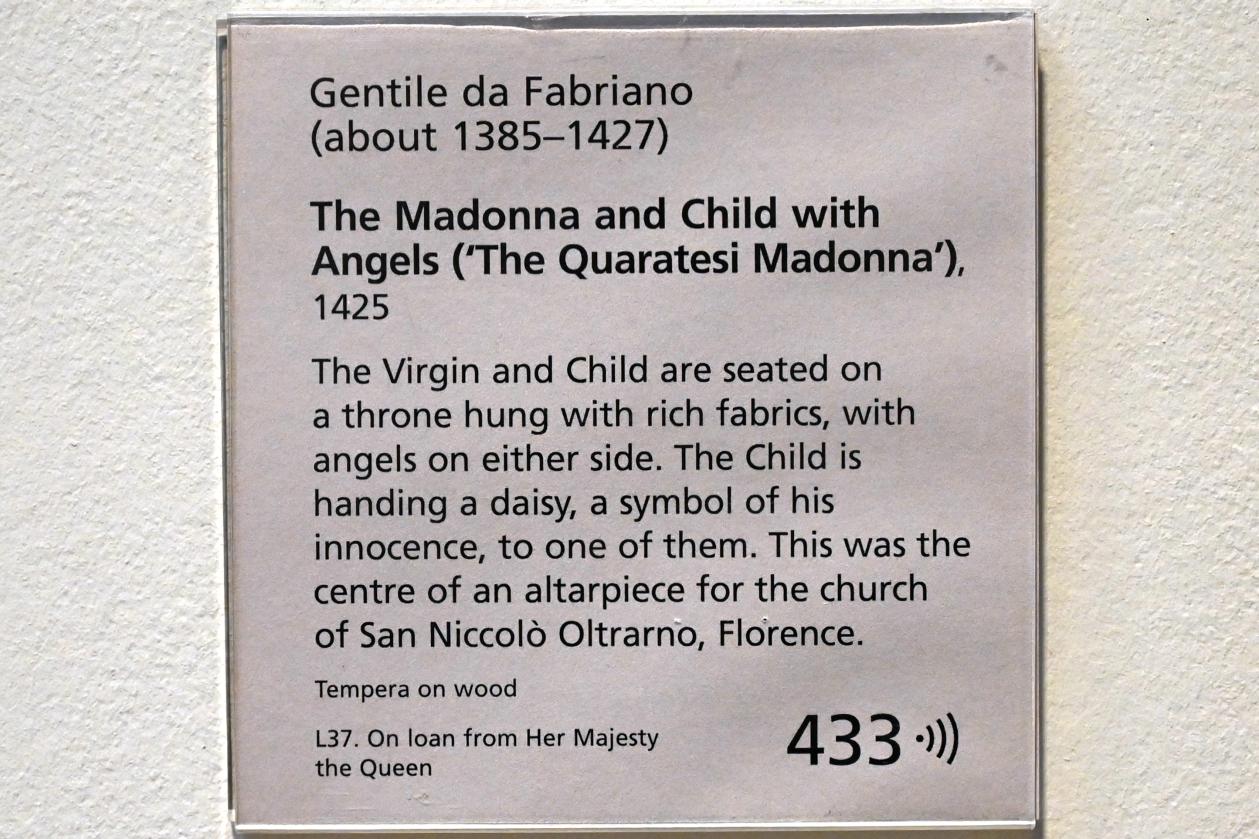 Gentile da Fabriano
(about 1385–1427)
The Madonna and Child with
Angels (‘The Quaratesi Madonna’),
1425
The Virgin and Child are seated on
a throne hung with rich fabrics, with
angels on either side. The Child is
handing a daisy, a symbol of his
innocence, to one of them. This was the
centre of an altarpiece for the church
of San Niccolò Oltrarno, Florence.
Tempera on wood
L37. On loan from Her Majesty
the Queen
433